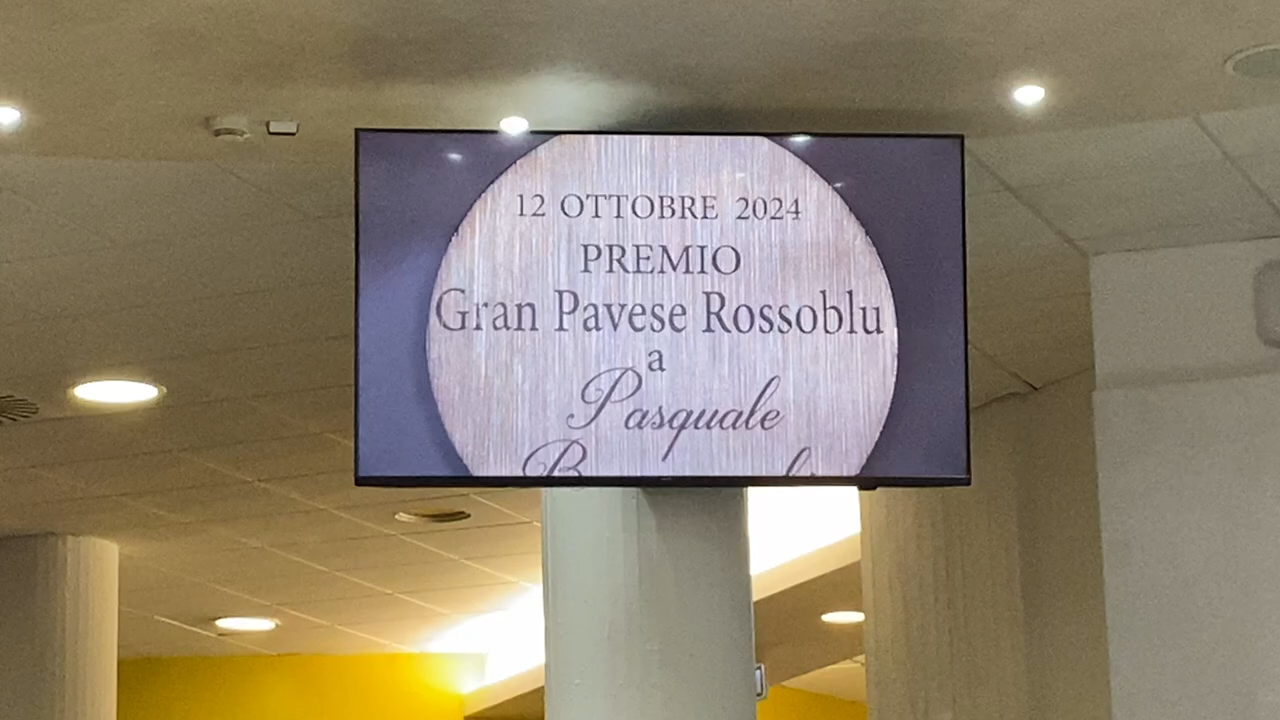 12 OTTOBRE 2024
PREMIO
Gran Pavese Rossoblu
a
Pasquale